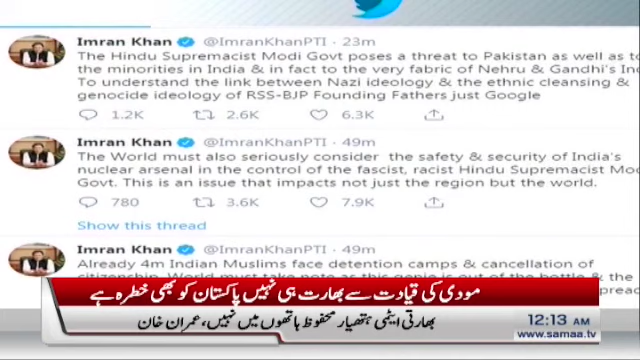 Imran Khan @ImranKhanPTI · 23m
The Hindu Supremacist Modi Govt poses a threat to Pakistan as well as to
the minorities in India & in fact to the very fabric of Nehru & Gandhi's Ind
To understand the link between Nazi ideology & the ethnic cleansing &
genocide ideology of RSS-BJP Founding Fathers just Google
1.2K 2.6K 6.3K
Imran Khan @ImranKhanPTI · 49m
The World must also seriously consider the safety & security of India's
nuclear arsenal in the control of the fascist, racist Hindu Supremacist Mod
Govt. This is an issue that impacts not just the region but the world.
780 3.6K 7.9K
Show this thread
Imran Khan @ImranKhanPTI · 49m
Already 4m Indian Muslims face detention camps & cancellation of
citizenship. World must take note as this genie is out of the bottle & the
مودی کی قیادت سے بھارت ہی نہیں پاکستان کو بھی خطرہ ہے
بھارتی ایٹمی ہتھیار محفوظ ہاتھوں میں نہیں، عمران خان
12:13 AM
www.samaa.tv